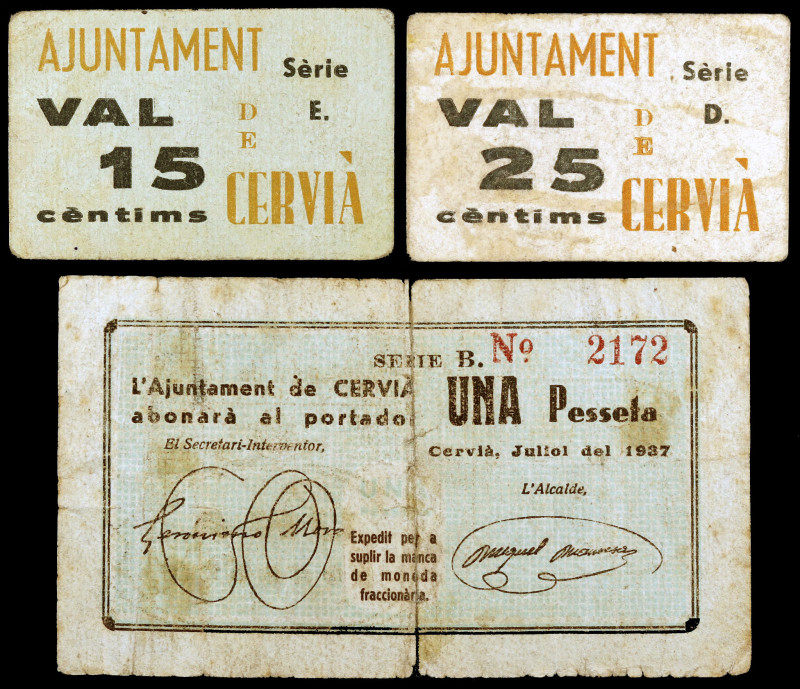 AJUNTAMENT
Sèrie
VAL
D
E.
E
15
cèntims
CERVIÀ
AJUNTAMENT
Sèrie
VAL
D
D.
E
25
cèntims
CERVIÀ
SERIE B. Nº 2172
L'Ajuntament de CERVIÀ
abonarà al portador
UNA Pesseta
El Secretari-Interventor,
Cervià, Juliol del 1937
L'Alcalde,
Expedit per a
suplir la manca
de moneda
fraccionària.